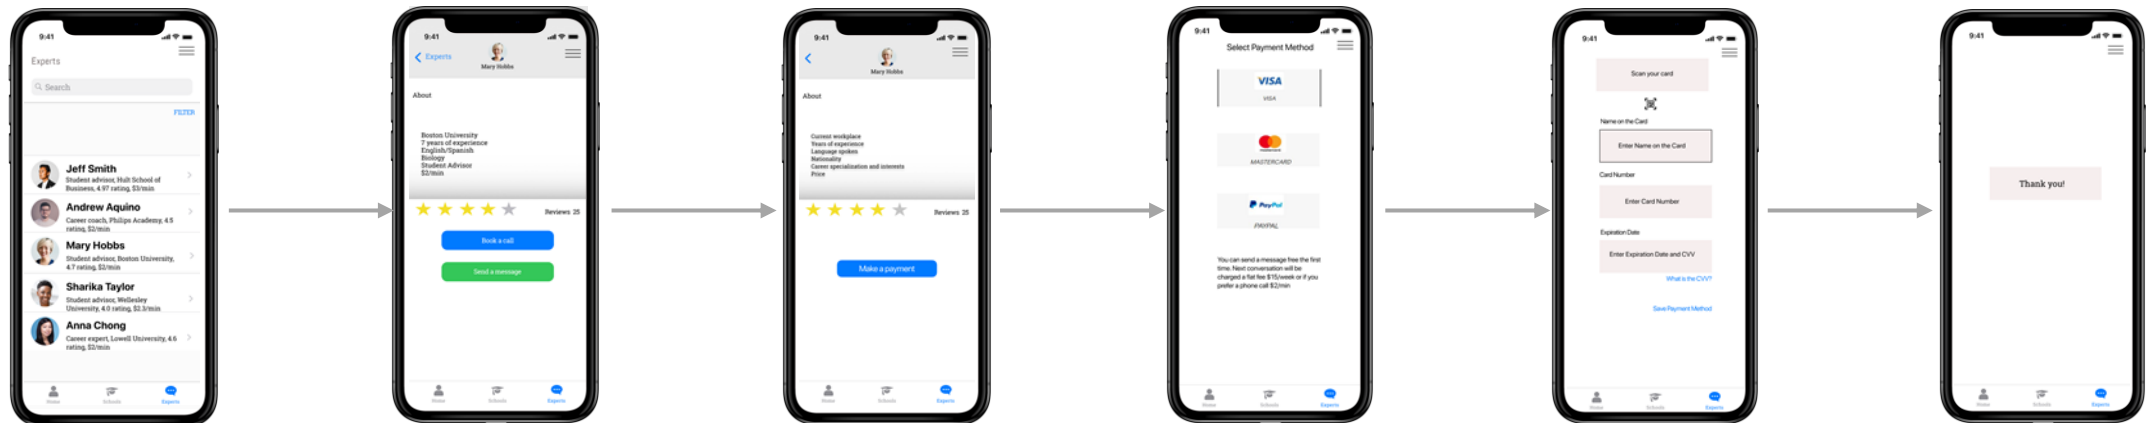 9:41
Experts
Search
FILTER
Jeff Smith
Student advisor, Hult School of
Business, 4.97 rating, $3/min
Andrew Aquino
Career coach, Philips Academy, 4.5
rating, $2/min
Mary Hobbs
Student advisor, Boston University,
4.7 rating, $2/min
Sharika Taylor
Student advisor, Wellesley
University, 4.0 rating, $2.3/min
Anna Chong
Career expert, Lowell University, 4.6
rating, $2/min
Home Schools Experts
9:41
Experts
Mary Hobbs
About
Boston University
7 years of experience
English/Spanish
Biology
Student Advisor
$2/min
Reviews: 25
Book a call
Send a message
Home Schools Experts
9:41
Mary Hobbs
About
Current workplace
Years of experience
Language spoken
Nationality
Career specialization and interests
Price
Reviews: 25
Make a payment
Home Schools Experts
9:41
Select Payment Method
VISA
VISA
MASTERCARD
PayPal
PAYPAL
You can send a message free the first
time. Next conversation will be
charged a flat fee $15/week or if you
prefer a phone call $2/min
Home Schools Experts
9:41
Scan your card
Name on the Card
Enter Name on the Card
Card Number
Enter Card Number
Expiration Date
Enter Expiration Date and CVV
What is the CVV?
Save Payment Method
Home Schools Experts
9:41
Thank you!
Home Schools Experts